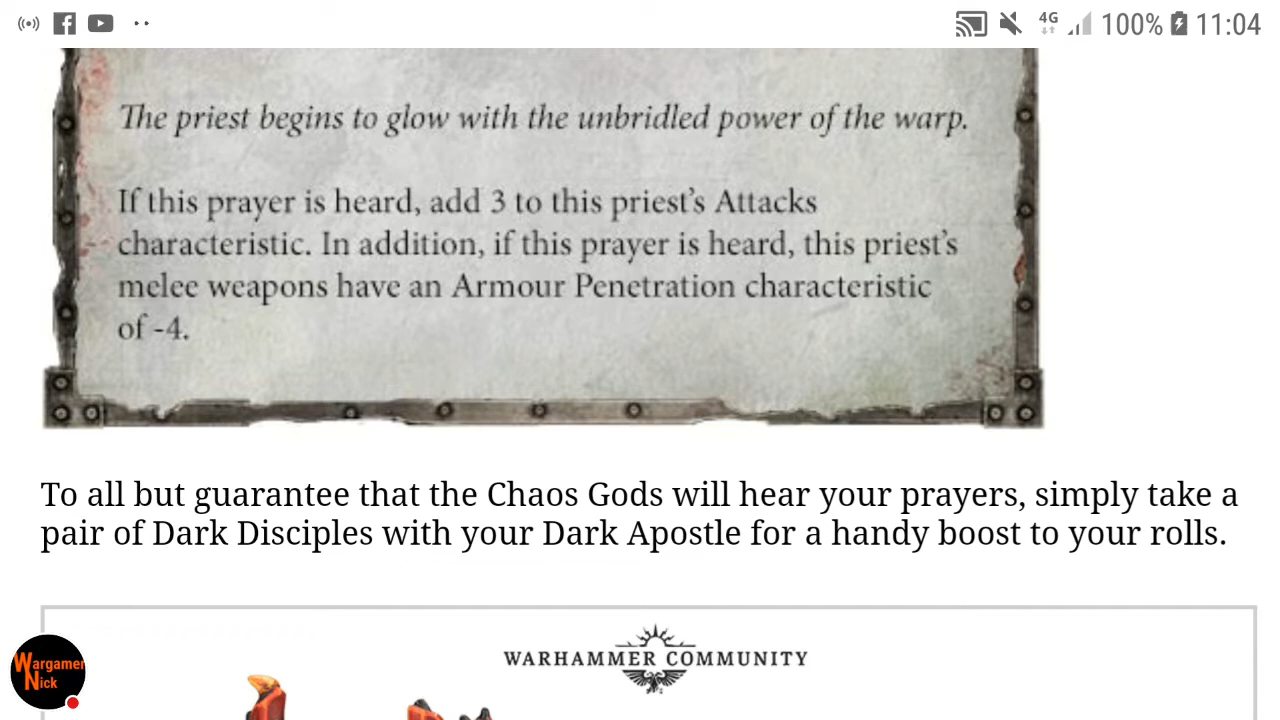 4G 100% 11:04
The priest begins to glow with the unbridled power of the warp.
If this prayer is heard, add 3 to this priest's Attacks
characteristic. In addition, if this prayer is heard, this priest's
melee weapons have an Armour Penetration characteristic
of -4.
To all but guarantee that the Chaos Gods will hear your prayers, simply take a
pair of Dark Disciples with your Dark Apostle for a handy boost to your rolls.
WARHAMMER COMMUNITY
Wargamer
Nick